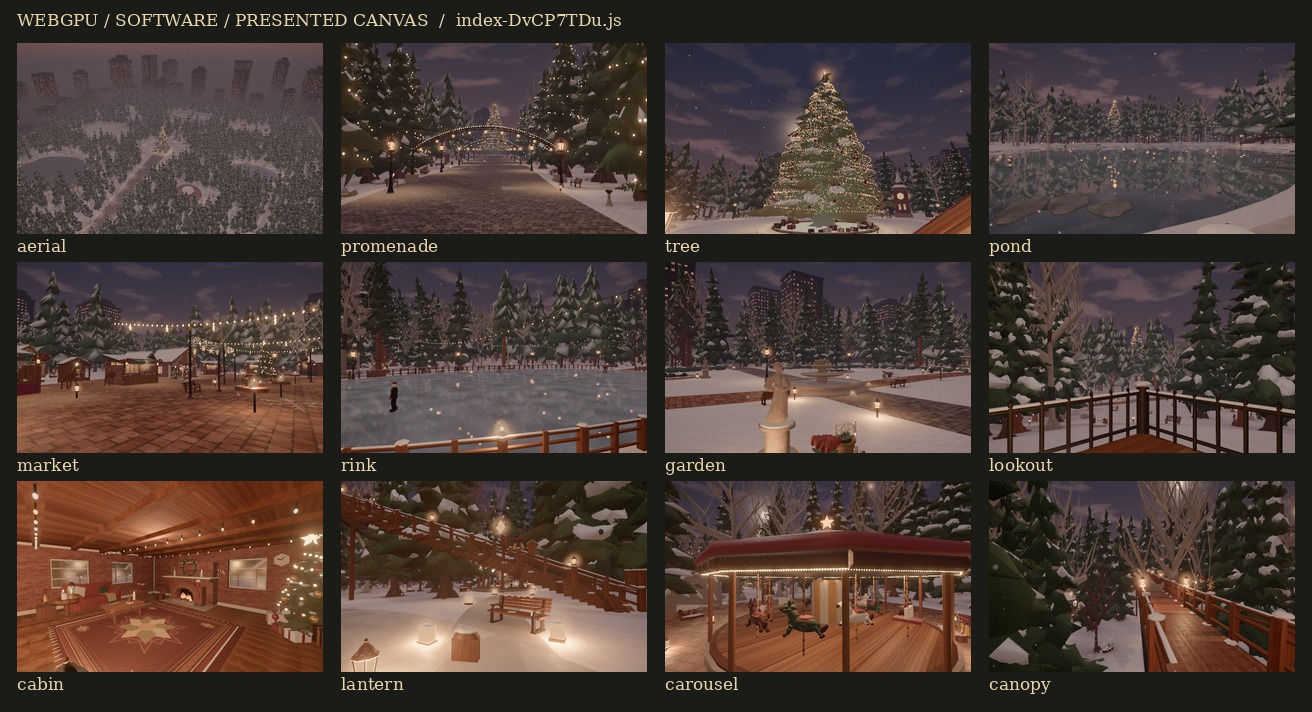 WEBGPU / SOFTWARE / PRESENTED CANVAS / index-DvCP7TDu.js
aerial
promenade
tree
pond
market
rink
garden
lookout
cabin
lantern
carousel
canopy